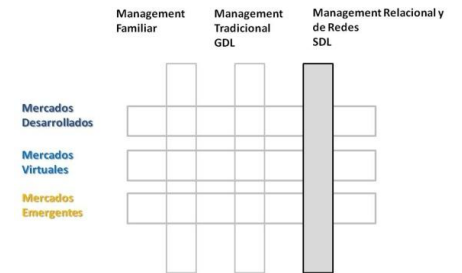 Management
Familiar
Management
Tradicional
GDL
Management Relacional y
de Redes
SDL
Mercados
Desarrollados
Mercados
Virtuales
Mercados
Emergentes